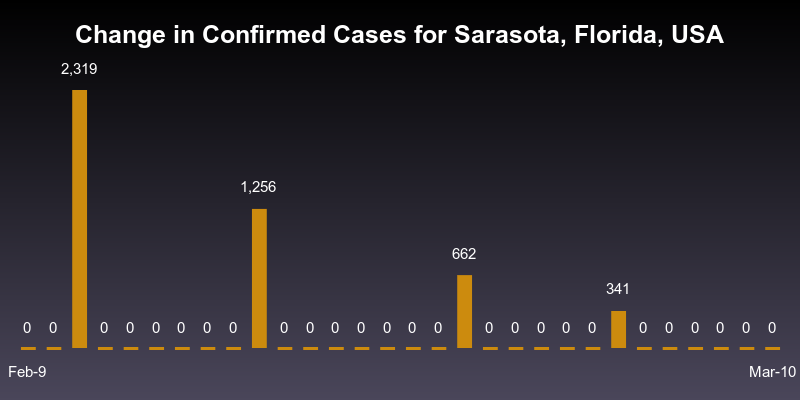 Change in Confirmed Cases for Sarasota, Florida, USA
2,319
1,256
662
341
0 0 0 0 0 0 0 0 0 0 0 0 0 0 0 0 0 0 0 0 0 0 0 0 0 0
Feb-9 Mar-10